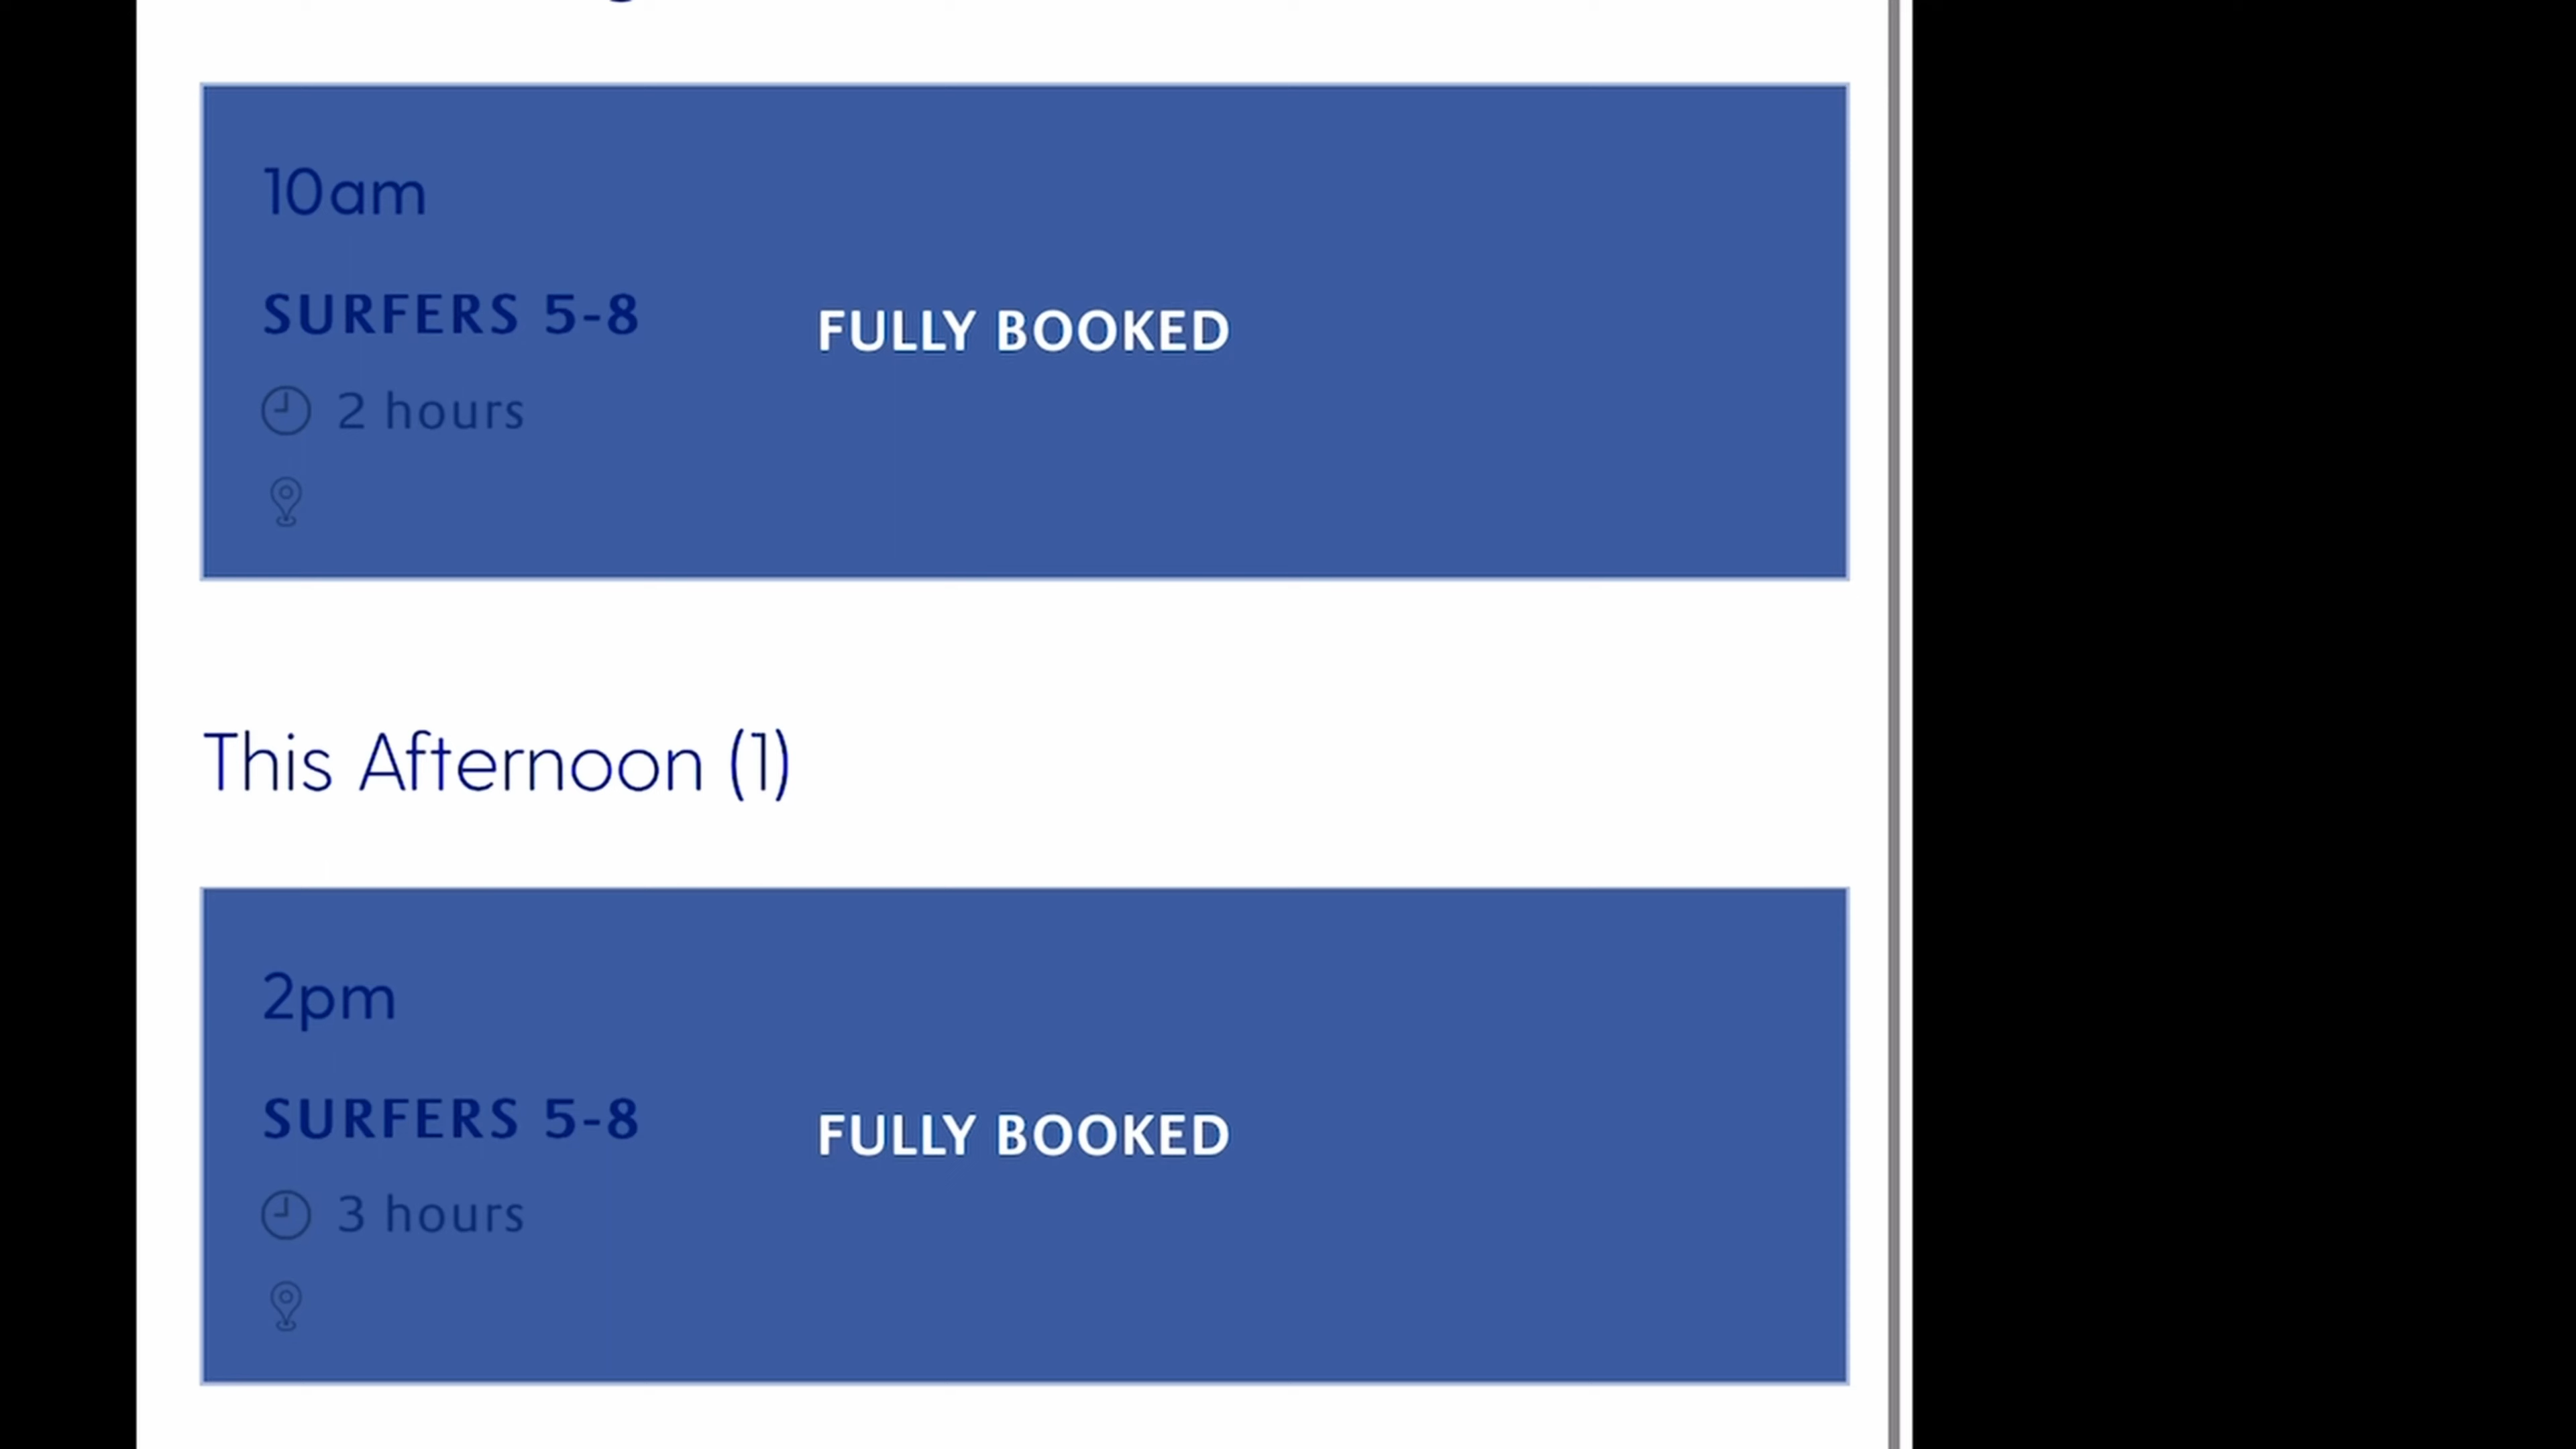 10am
SURFERS 5-8
FULLY BOOKED
2 hours
This Afternoon (1)
2pm
SURFERS 5-8
FULLY BOOKED
3 hours